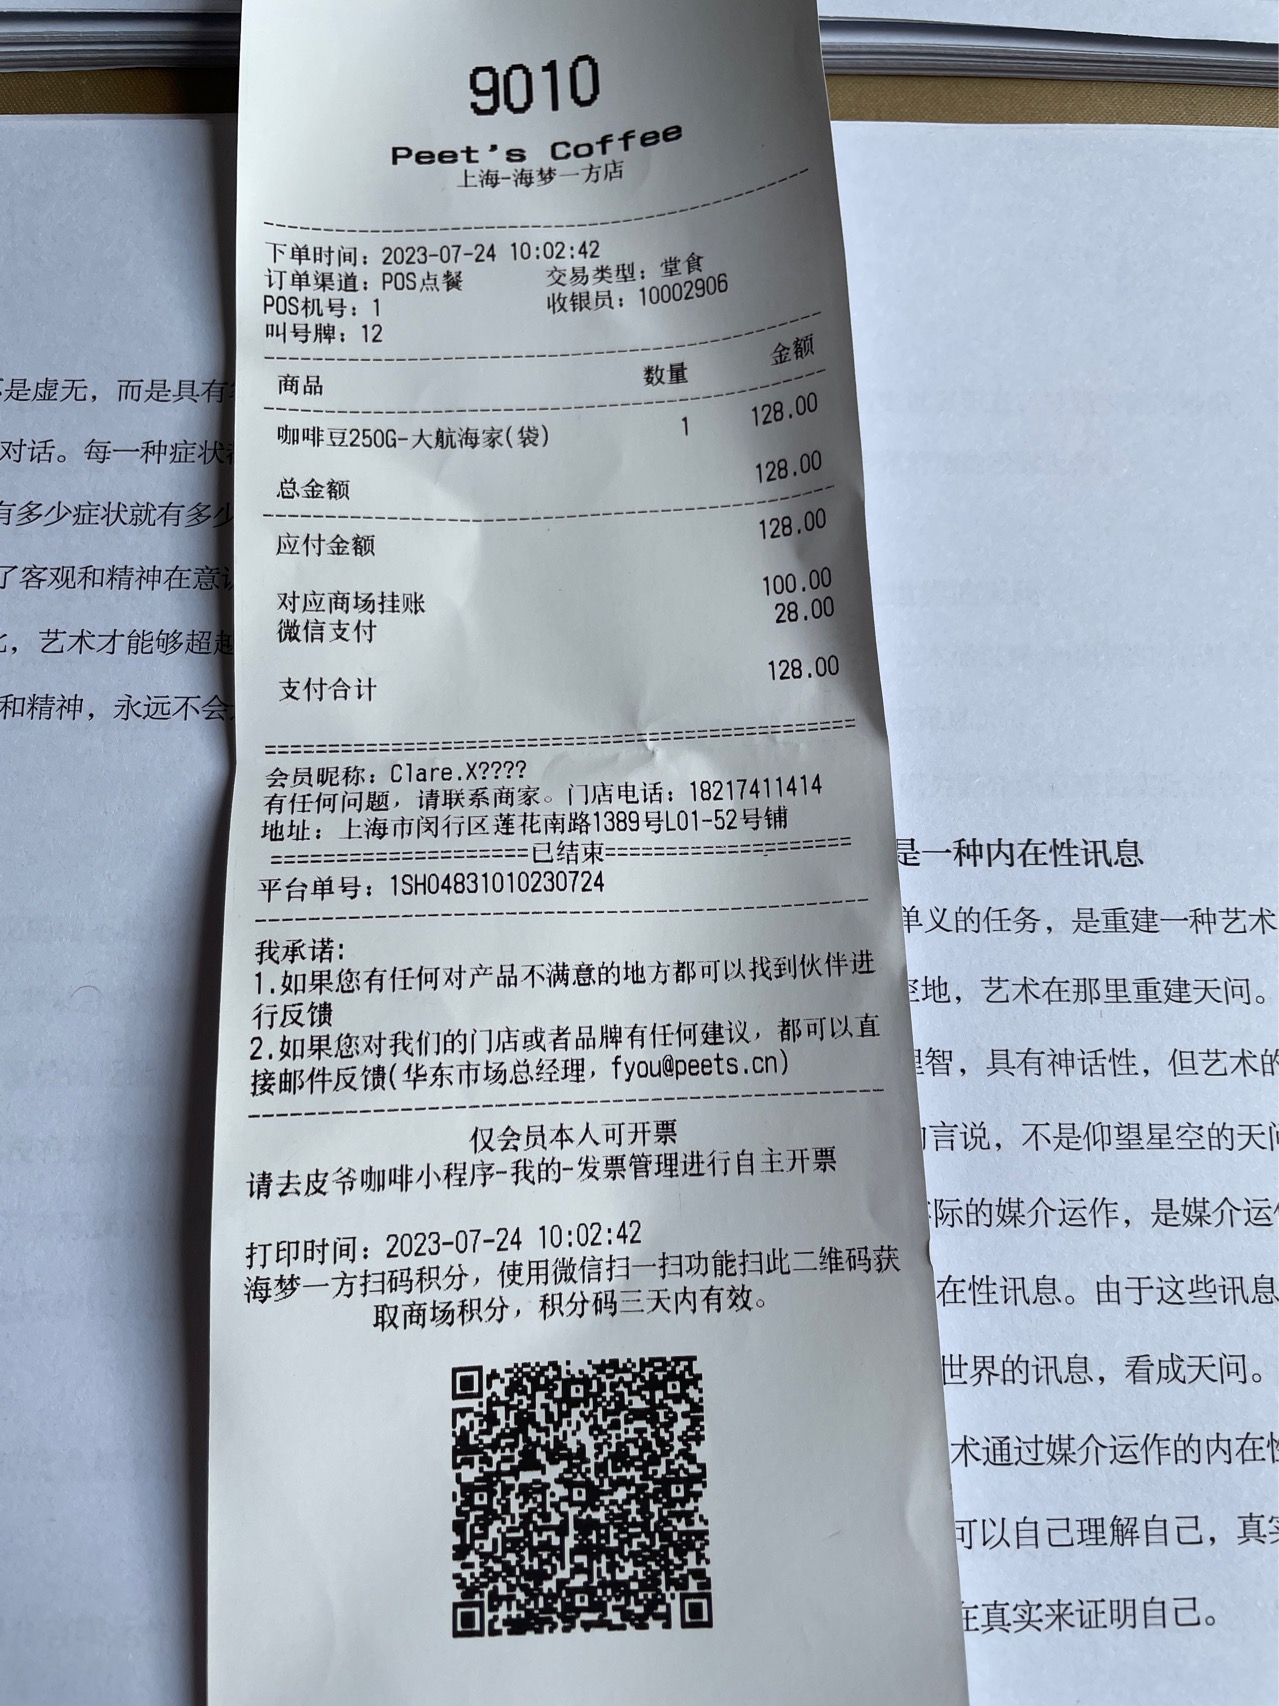 9010
Peet's Coffee
上海-海梦一方店
下单时间：2023-07-24 10:02:42
订单渠道：POS点餐 交易类型：堂食
POS机号：1 收银员：10002906
叫号牌：12
商品 数量 金额
咖啡豆250G-大航海家(袋) 1 128.00
总金额 128.00
应付金额 128.00
对应商场挂账 100.00
微信支付 28.00
支付合计 128.00
会员昵称：Clare.X????
有任何问题，请联系商家。门店电话：18217411414
地址：上海市闵行区莲花南路1389号L01-52号铺
====================已结束====================
平台单号：1SH04831010230724
我承诺:
1.如果您有任何对产品不满意的地方都可以找到伙伴进
行反馈
2.如果您对我们的门店或者品牌有任何建议，都可以直
接邮件反馈(华东市场总经理，fyou@peets.cn)
仅会员本人可开票
请去皮爷咖啡小程序-我的-发票管理进行自主开票
打印时间：2023-07-24 10:02:42
海梦一方扫码积分，使用微信扫一扫功能扫此二维码获
取商场积分，积分码三天内有效。
是虚无，而是具有
对话。每一种症状
有多少症状就有多少
了客观和精神在意
，艺术才能够超越
和精神，永远不会
是一种内在性讯息
单义的任务，是重建一种艺术
空地，艺术在那里重建天问。
理智，具有神话性，但艺术的
言说，不是仰望星空的天问
际的媒介运作，是媒介运作
在性讯息。由于这些讯息
世界的讯息，看成天问。
术通过媒介运作的内在性
可以自己理解自己，真实
在真实来证明自己。